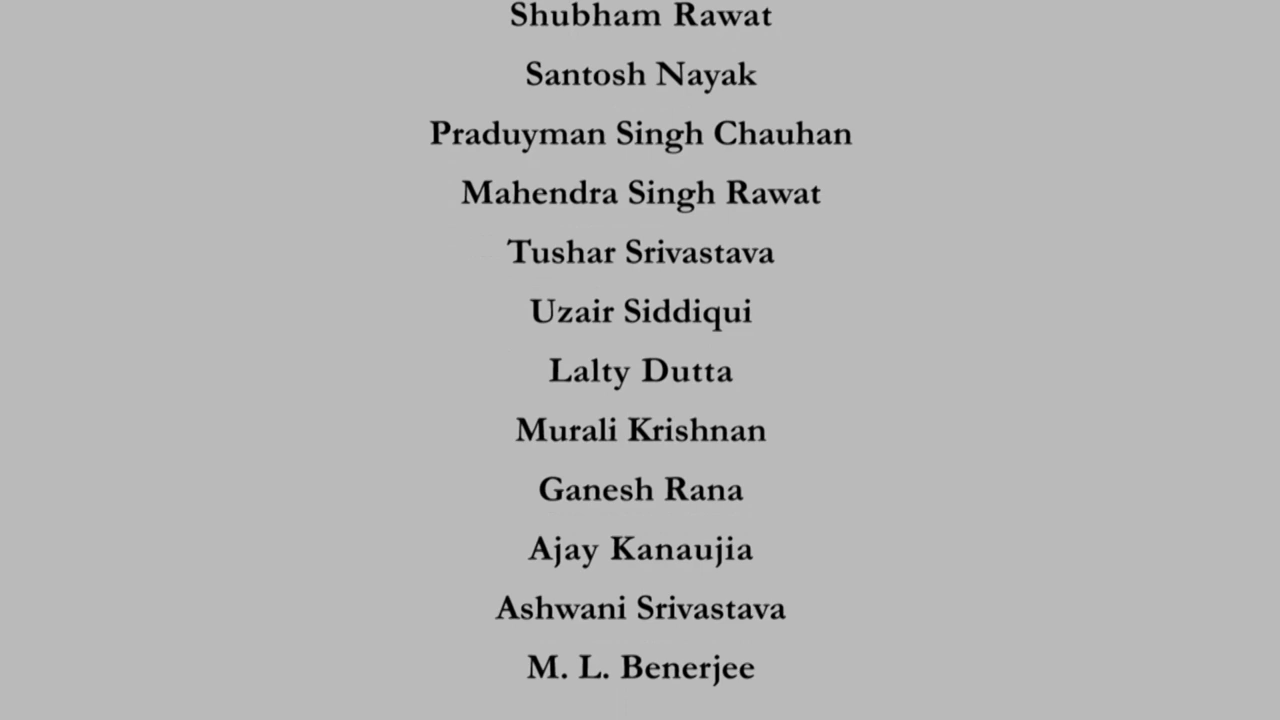 Shubham Rawat
Santosh Nayak
Praduyman Singh Chauhan
Mahendra Singh Rawat
Tushar Srivastava
Uzair Siddiqui
Lalty Dutta
Murali Krishnan
Ganesh Rana
Ajay Kanaujia
Ashwani Srivastava
M. L. Benerjee